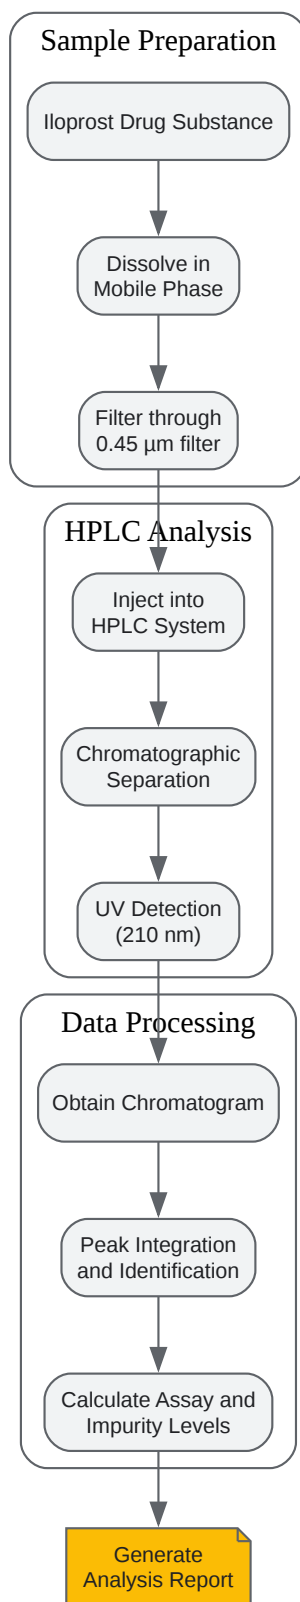 Sample Preparation
Iloprost Drug Substance
Dissolve in
Mobile Phase
Filter through
0.45 µm filter
HPLC Analysis
Inject into
HPLC System
Chromatographic
Separation
UV Detection
(210 nm)
Data Processing
Obtain Chromatogram
Peak Integration
and Identification
Calculate Assay and
Impurity Levels
Generate
Analysis Report